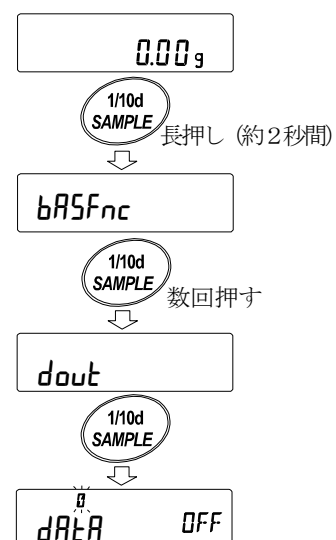 0.00 g
1/10d
SAMPLE
長押し (約2秒間)
bASFnc
1/10d
SAMPLE
数回押す
dout
1/10d
SAMPLE
0
dAtA OFF